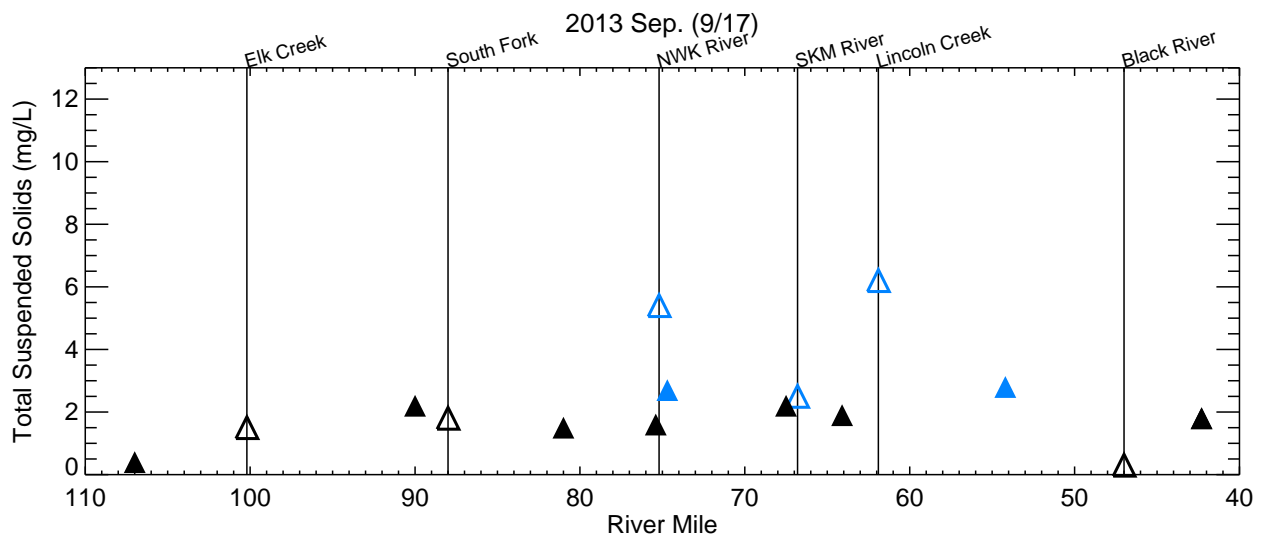 2013 Sep. (9/17)
Elk Creek
South Fork
NWK River
SKM River
Lincoln Creek
Black River
Total Suspended Solids (mg/L)
12
10
8
6
4
2
0
110 100 90 80 70 60 50 40
River Mile